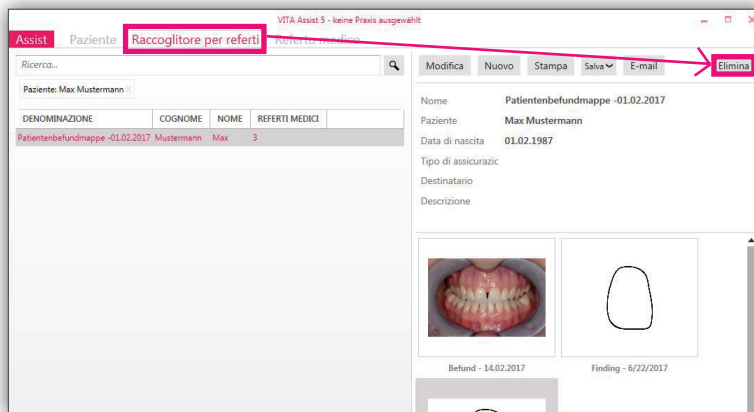 VITA Assist 5 - keine Praxis ausgewählt
Assist Paziente Raccoglitore per referti Referto medico
Ricerca...
Paziente: Max Mustermann
DENOMINAZIONE COGNOME NOME REFERTI MEDICI
Patientenbefundmappe -01.02.2017 Mustermann Max 3
Modifica Nuovo Stampa Salva E-mail Elimina
Nome Patientenbefundmappe -01.02.2017
Paziente Max Mustermann
Data di nascita 01.02.1987
Tipo di assicurazic
Destinatario
Descrizione
Befund - 14.02.2017 Finding - 6/22/2017